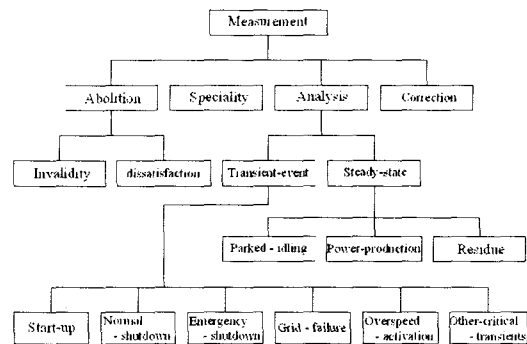 Measurement
Abolition
Speciality
Analysis
Correction
Invalidity
dissatisfaction
Transient-event
Steady-state
Parked - idling
Power-production
Residue
Start-up
Normal
- shutdown
Emergency
- shutdown
Grid - failure
Overspeed
- activation
Other-critical
- transients